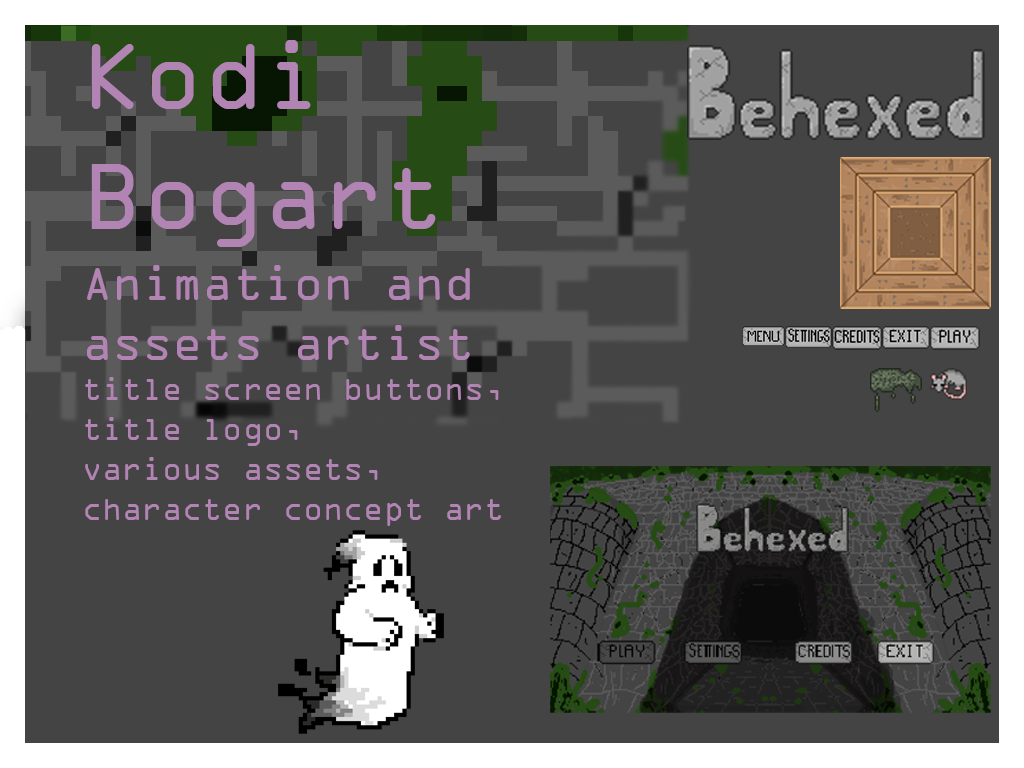 Kodi
Bogart
Animation and
assets artist
title screen buttons,
title logo,
various assets,
character concept art
Behexed
MENU SETTINGS CREDITS EXIT PLAY
Behexed
PLAY SETTINGS CREDITS EXIT